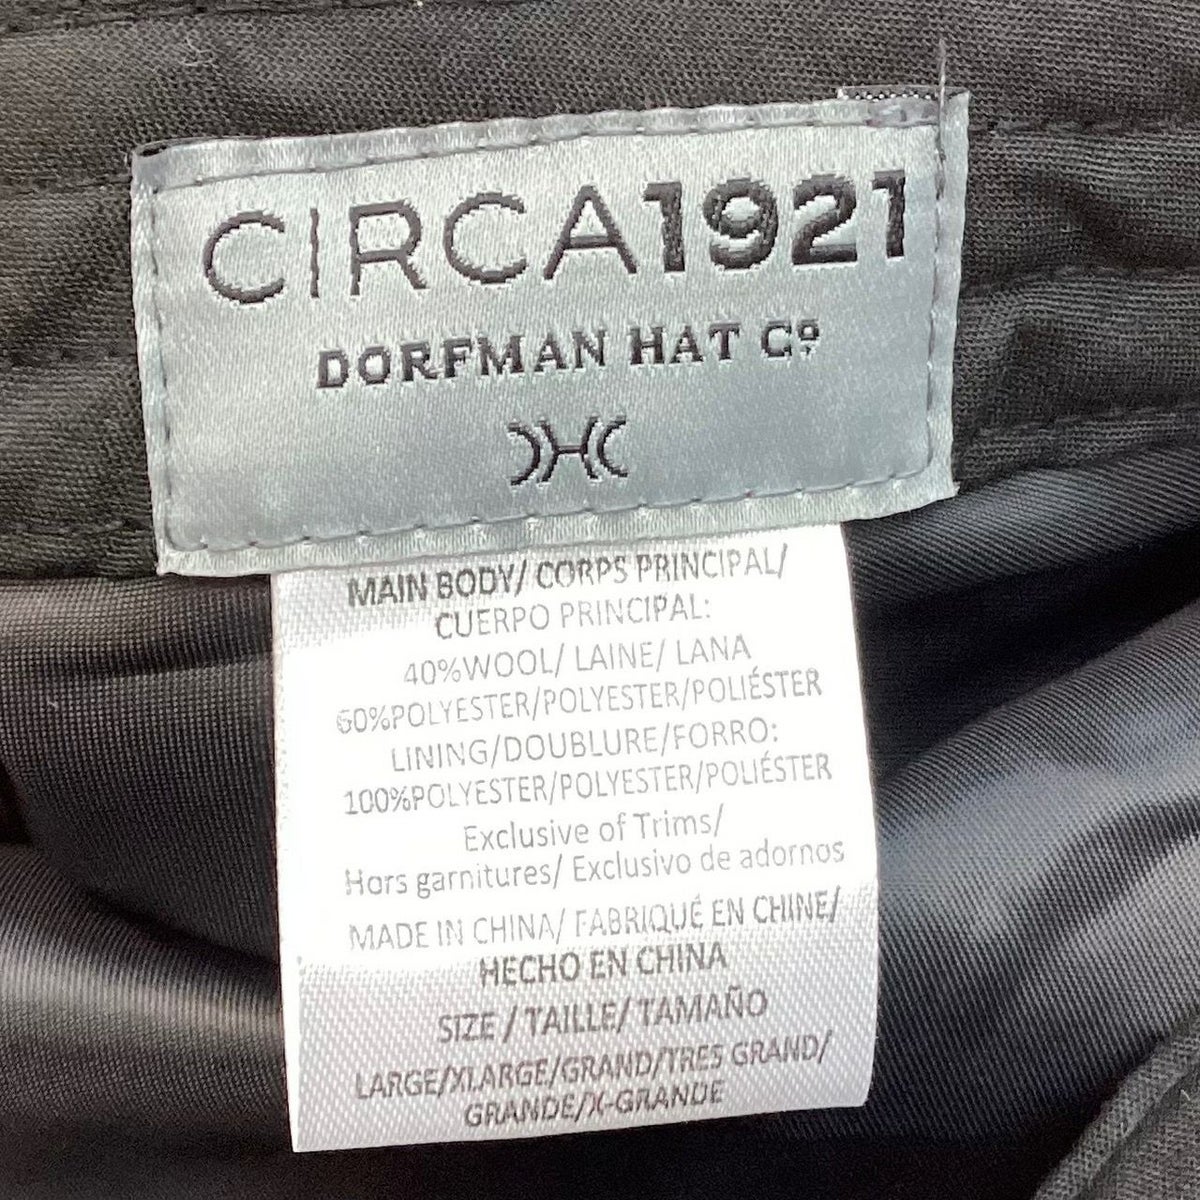 CIRCA1921
DORFMAN HAT Cº
MAIN BODY/ CORPS PRINCIPAL/
CUERPO PRINCIPAL:
40%WOOL/ LAINE/ LANA
60%POLYESTER/POLYESTER/POLIÉSTER
LINING/DOUBLURE/FORRO:
100%POLYESTER/POLYESTER/POLIÉSTER
Exclusive of Trims/
Hors garnitures/ Exclusivo de adornos
MADE IN CHINA/ FABRIQUÉ EN CHINE/
HECHO EN CHINA
SIZE / TAILLE/ TAMAÑO
LARGE/XLARGE/GRAND/TRES GRAND/
GRANDE/X-GRANDE